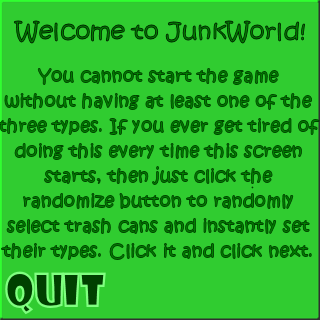 Welcome to JunkWorld!
You cannot start the game
without having at least one of the
three types. If you ever get tired of
doing this every time this screen
starts, then just click the
randomize button to randomly
select trash cans and instantly set
their types. Click it and click next.
QUIT